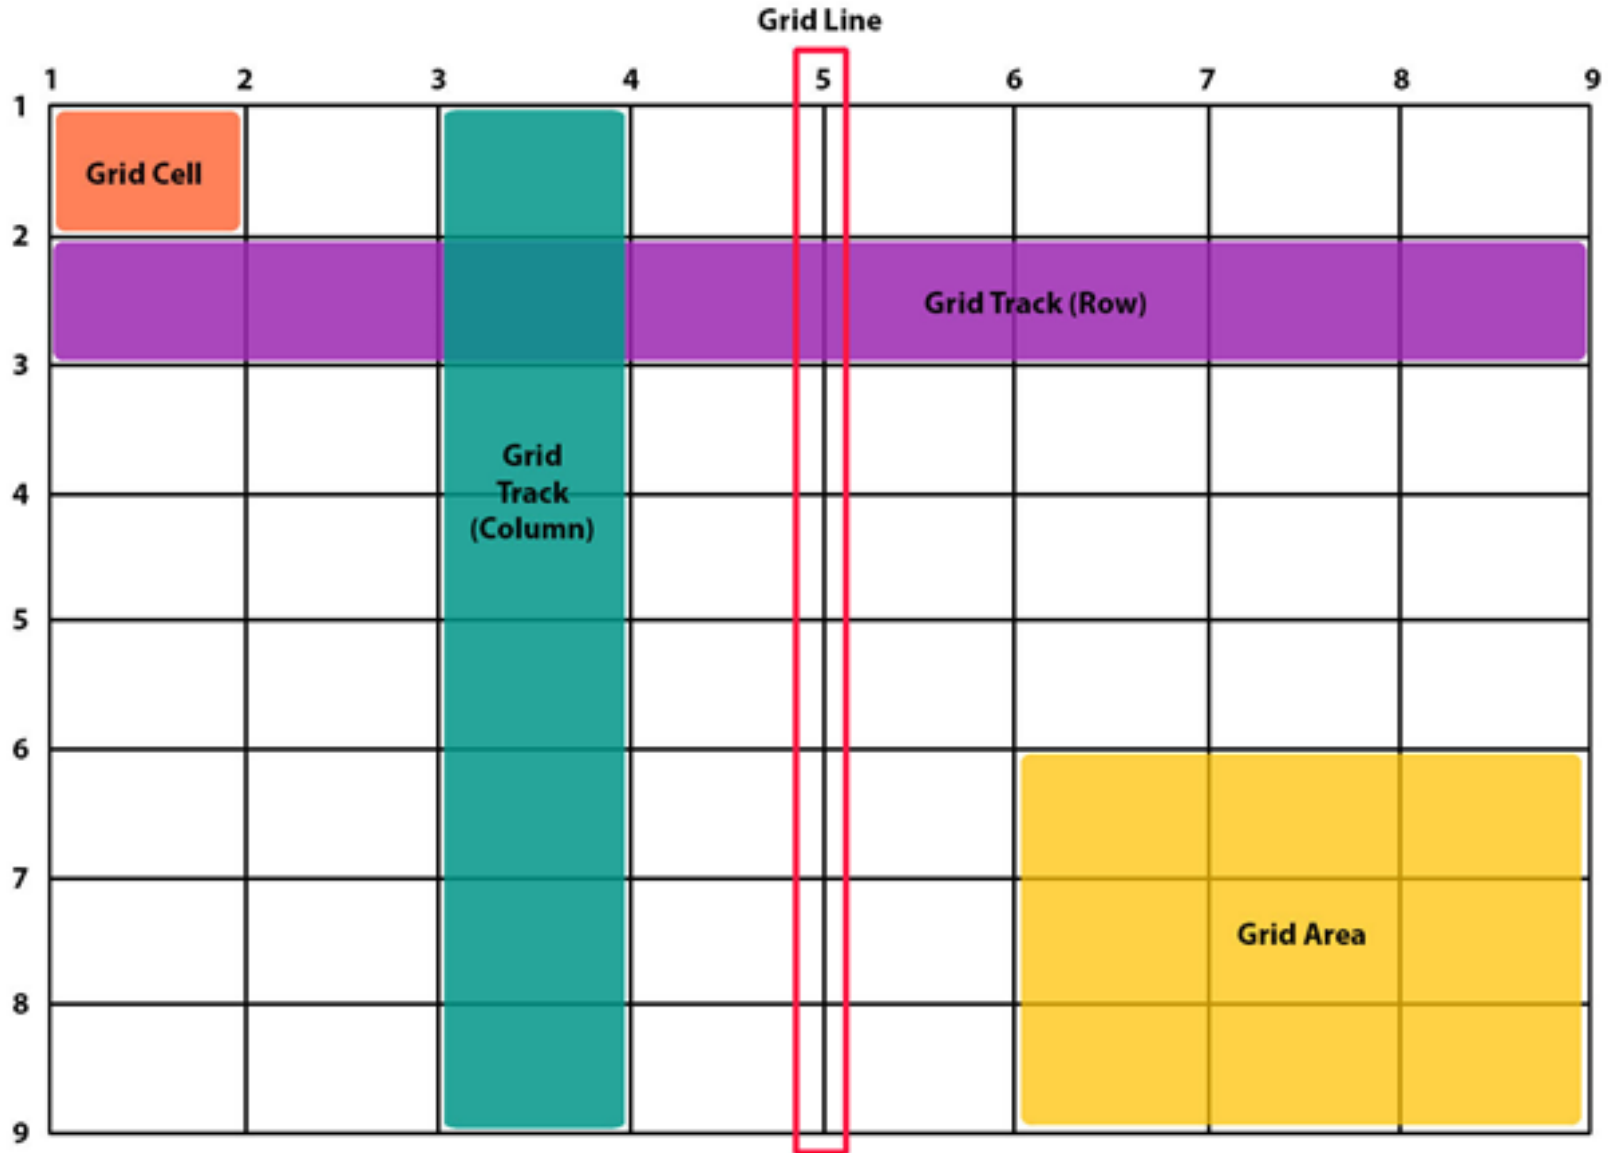 Grid Line
1 2 3 4 5 6 7 8 9
1
Grid Cell
2
Grid Track (Row)
3
Grid
Track
(Column)
4
5
6
7
Grid Area
8
9